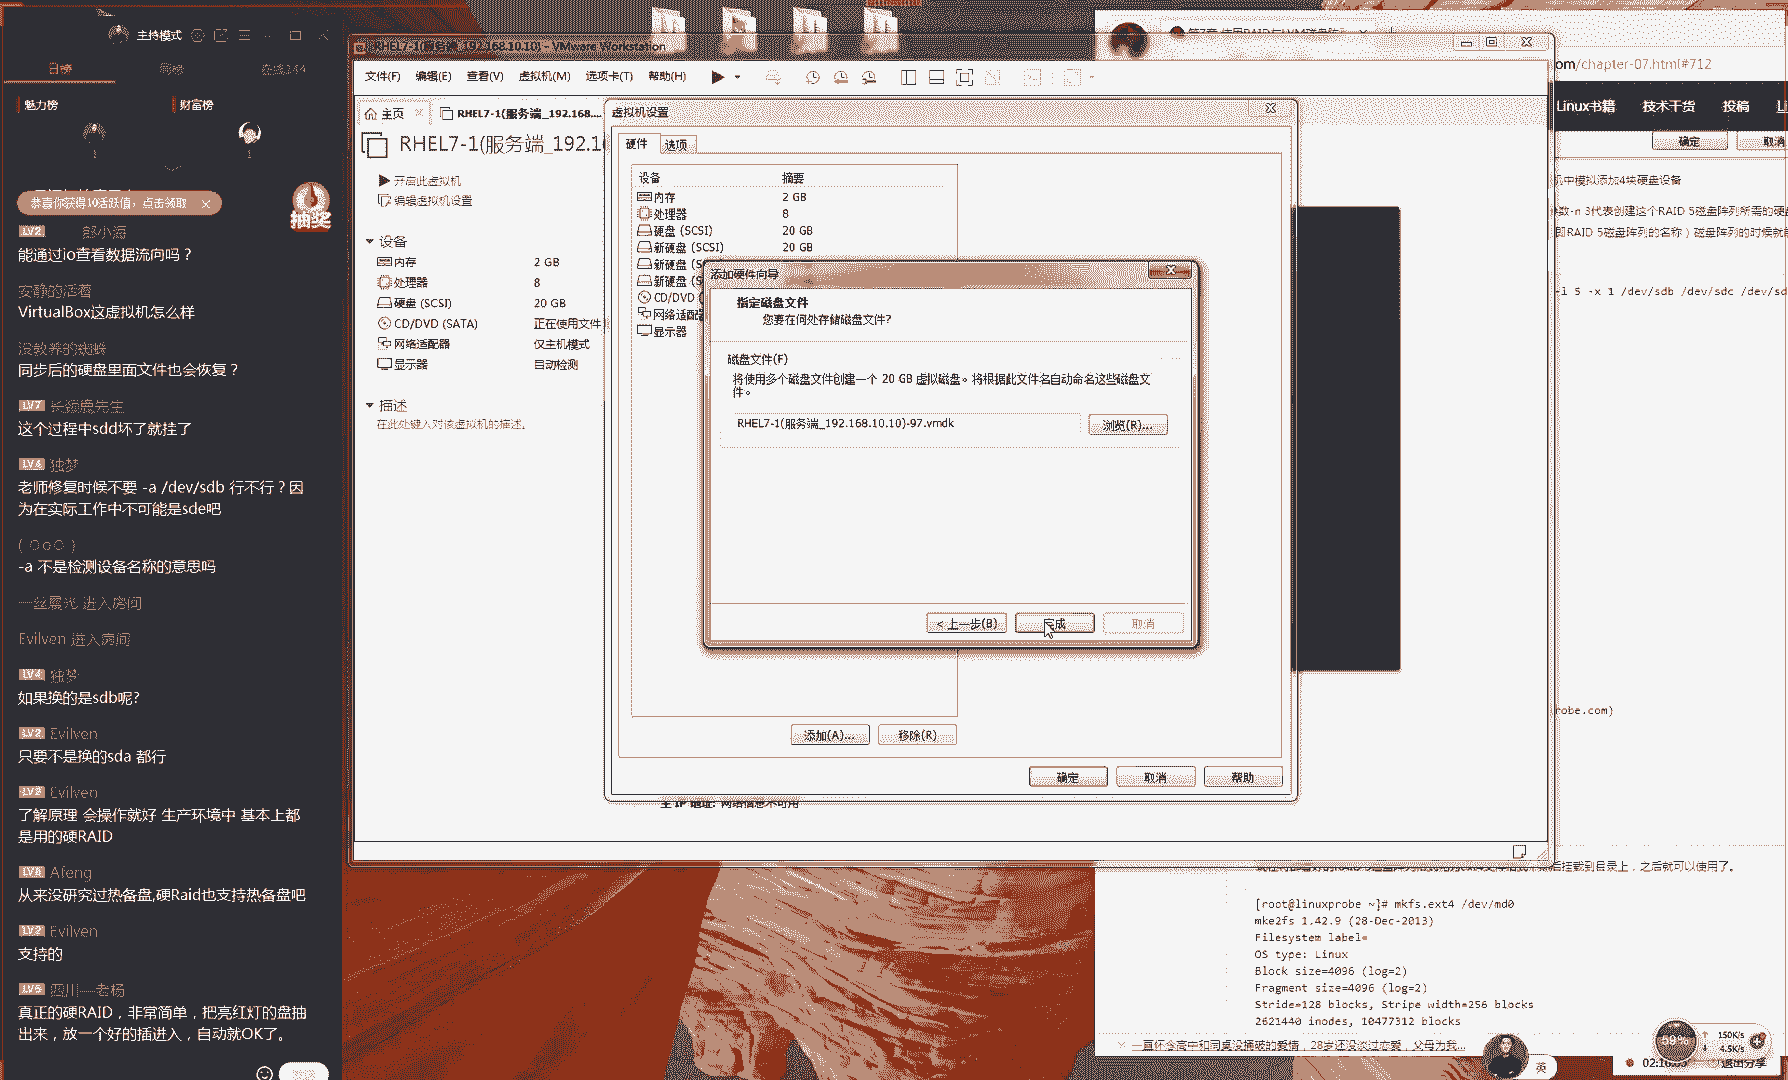 主持模式
日榜
周榜
魅力榜
财富榜
1
1
恭喜你获得10活跃值，点击领取
抽奖
LV2
能通过io查看数据流向吗？
安静的活着
VirtualBox这虚拟机怎么样
没教养的蜘蛛
同步后的硬盘里面文件也会恢复？
LV7 长颈鹿先生
这个过程中sdd坏了就挂了
LV4 独梦
老师修复时候不要 -a /dev/sdb 行不行？因
为在实际工作中不可能是sde吧
-a 不是检测设备名称的意思吗
一丝晨光 进入房间
Evilven 进入房间
LV4 独梦
如果换的是sdb呢?
LV2 Evilven
只要不是换的sda 都行
LV2 Evilven
了解原理 会操作就好 生产环境中 基本上都
是用的硬RAID
Afeng
从来没研究过热备盘,硬Raid也支持热备盘吧
LV2 Evilven
支持的
LV5 四川—老杨
真正的硬RAID，非常简单，把亮红灯的盘抽
出来，放一个好的插进入，自动就OK了。
RHEL7-1(服务端_192.168.10.10) - VMware Workstation
文件(F) 编辑(E) 查看(V) 虚拟机(M) 选项卡(T) 帮助(H)
主页
RHEL7-1(服务端_192.168....
RHEL7-1(服务端_192.1
开启此虚拟机
编辑虚拟机设置
设备
内存 2 GB
处理器 8
硬盘 (SCSI) 20 GB
CD/DVD (SATA) 正在使用文件
网络适配器 仅主机模式
显示器 自动检测
描述
在此处键入对该虚拟机的描述。
虚拟机设置
硬件 选项
设备 摘要
内存 2 GB
处理器 8
硬盘 (SCSI) 20 GB
新硬盘 (SCSI) 20 GB
新硬盘 (S
新硬盘 (S
CD/DVD (
网络适配器
显示器
添加(A)... 移除(R)
确定 取消 帮助
添加硬件向导
指定磁盘文件
您要在何处存储磁盘文件?
磁盘文件(F)
将使用多个磁盘文件创建一个 20 GB 虚拟磁盘。将根据此文件名自动命名这些磁盘文
件。
RHEL7-1(服务端_192.168.10.10)-97.vmdk
浏览(R)...
< 上一步(B) 完成 取消
主 IP 地址: 网络信息不可用
om/chapter-07.html#712
Linux书籍 技术干货 投稿
确定 取消
机中模拟添加4块硬盘设备
参数-n 3代表创建这个RAID 5磁盘阵列所需的硬
即RAID 5磁盘阵列的名称）磁盘阵列的时候就
-l 5 -x 1 /dev/sdb /dev/sdc /dev/sd
robe.com)
后挂载到目录上，之后就可以使用了。
[root@linuxprobe ~]# mkfs.ext4 /dev/md0
mke2fs 1.42.9 (28-Dec-2013)
Filesystem label=
OS type: Linux
Block size=4096 (log=2)
Fragment size=4096 (log=2)
Stride=128 blocks, Stripe width=256 blocks
2621440 inodes, 10477312 blocks
一直怀念高中和同桌没捅破的爱情，28岁还没谈过恋爱，父母为我...
59%
150K/s
4.5K/s
英
退出分享